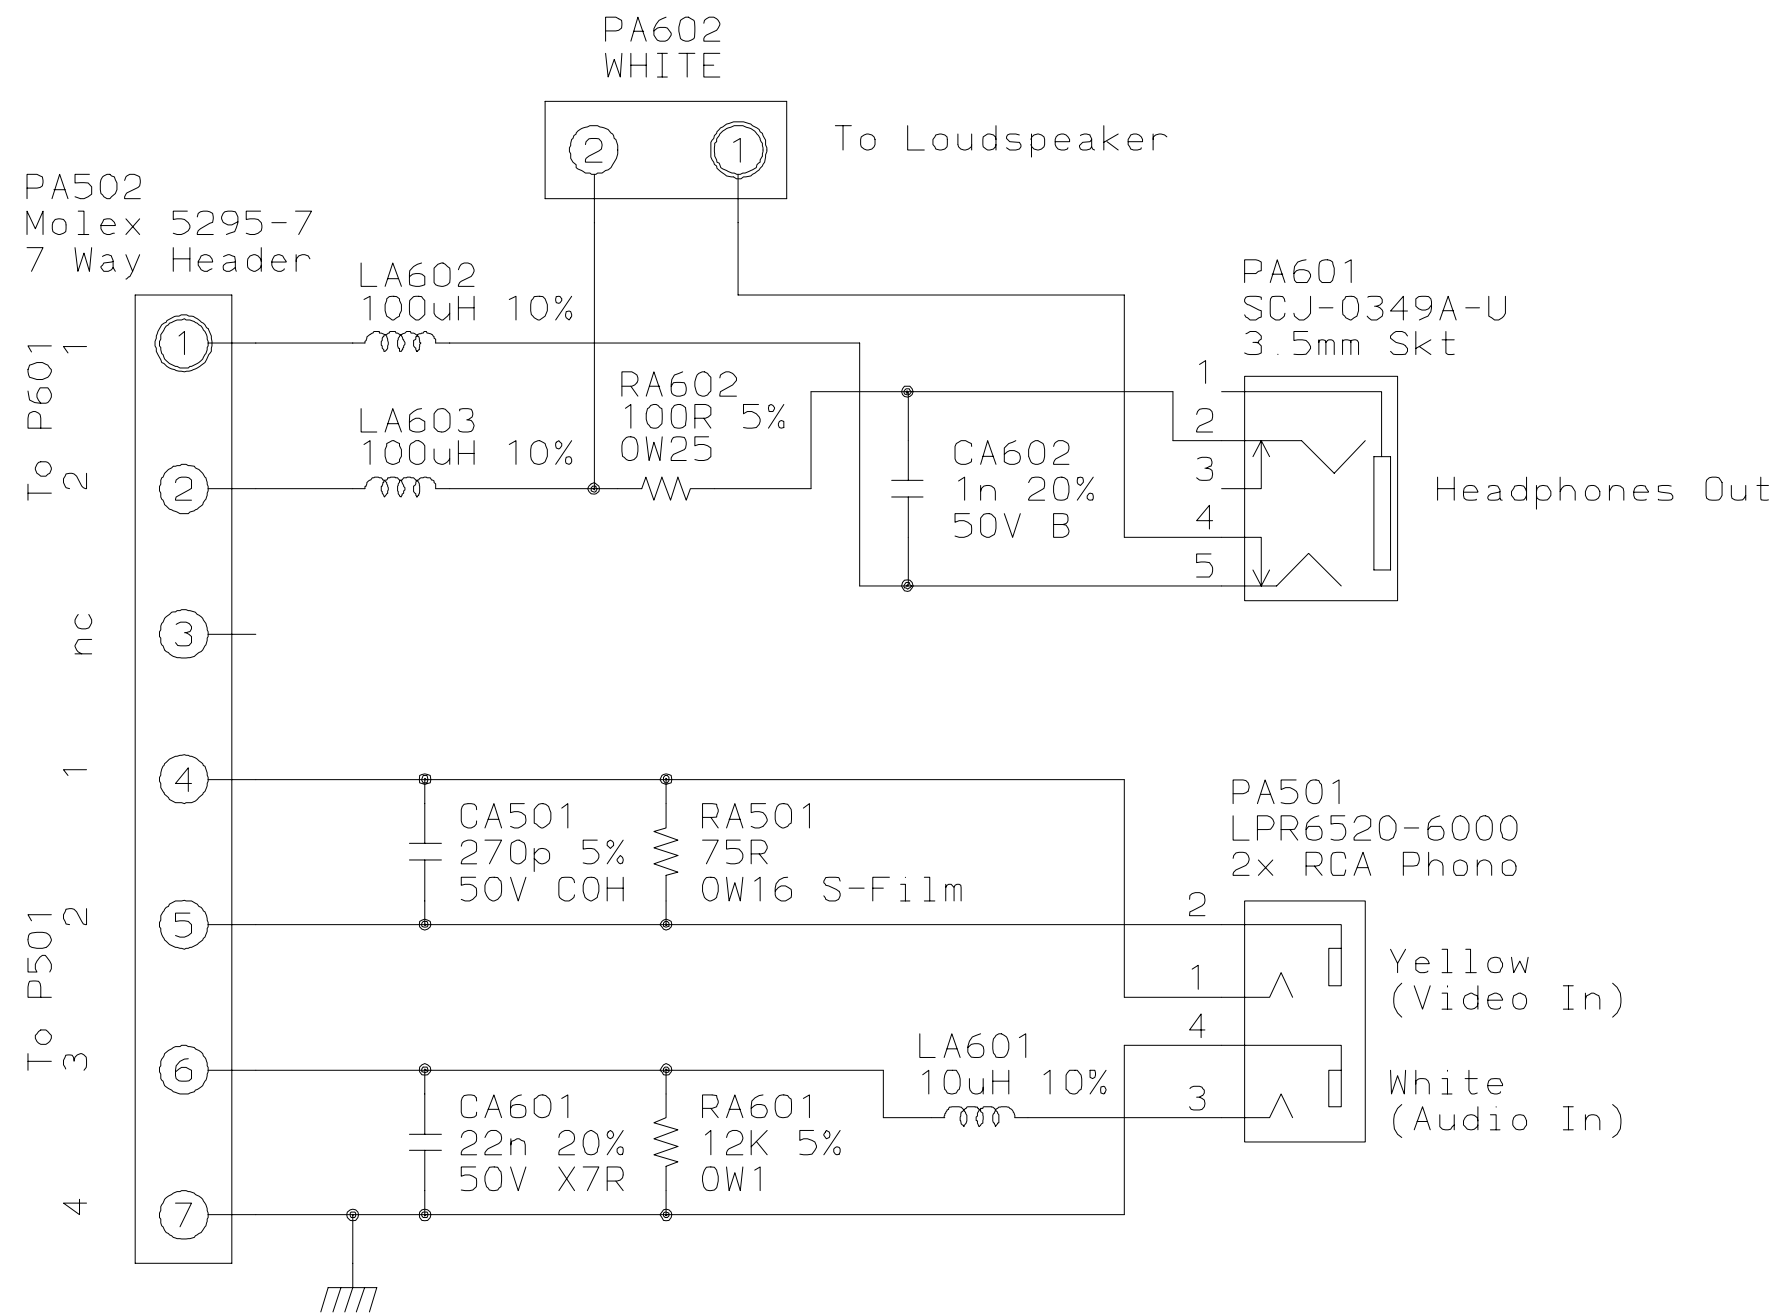 PA602
WHITE
2
1
To Loudspeaker
PA502
Molex 5295-7
7 Way Header
To P601
1
2
nc
To P501
1
2
3
4
1
2
3
4
5
6
7
LA602
100uH 10%
LA603
100uH 10%
RA602
100R 5%
0W25
CA602
1n 20%
50V B
PA601
SCJ-0349A-U
3.5mm Skt
1
2
3
4
5
Headphones Out
CA501
270p 5%
50V C0H
RA501
75R
0W16 S-Film
PA501
LPR6520-6000
2x RCA Phono
2
1
4
3
Yellow
(Video In)
White
(Audio In)
LA601
10uH 10%
CA601
22n 20%
50V X7R
RA601
12K 5%
0W1